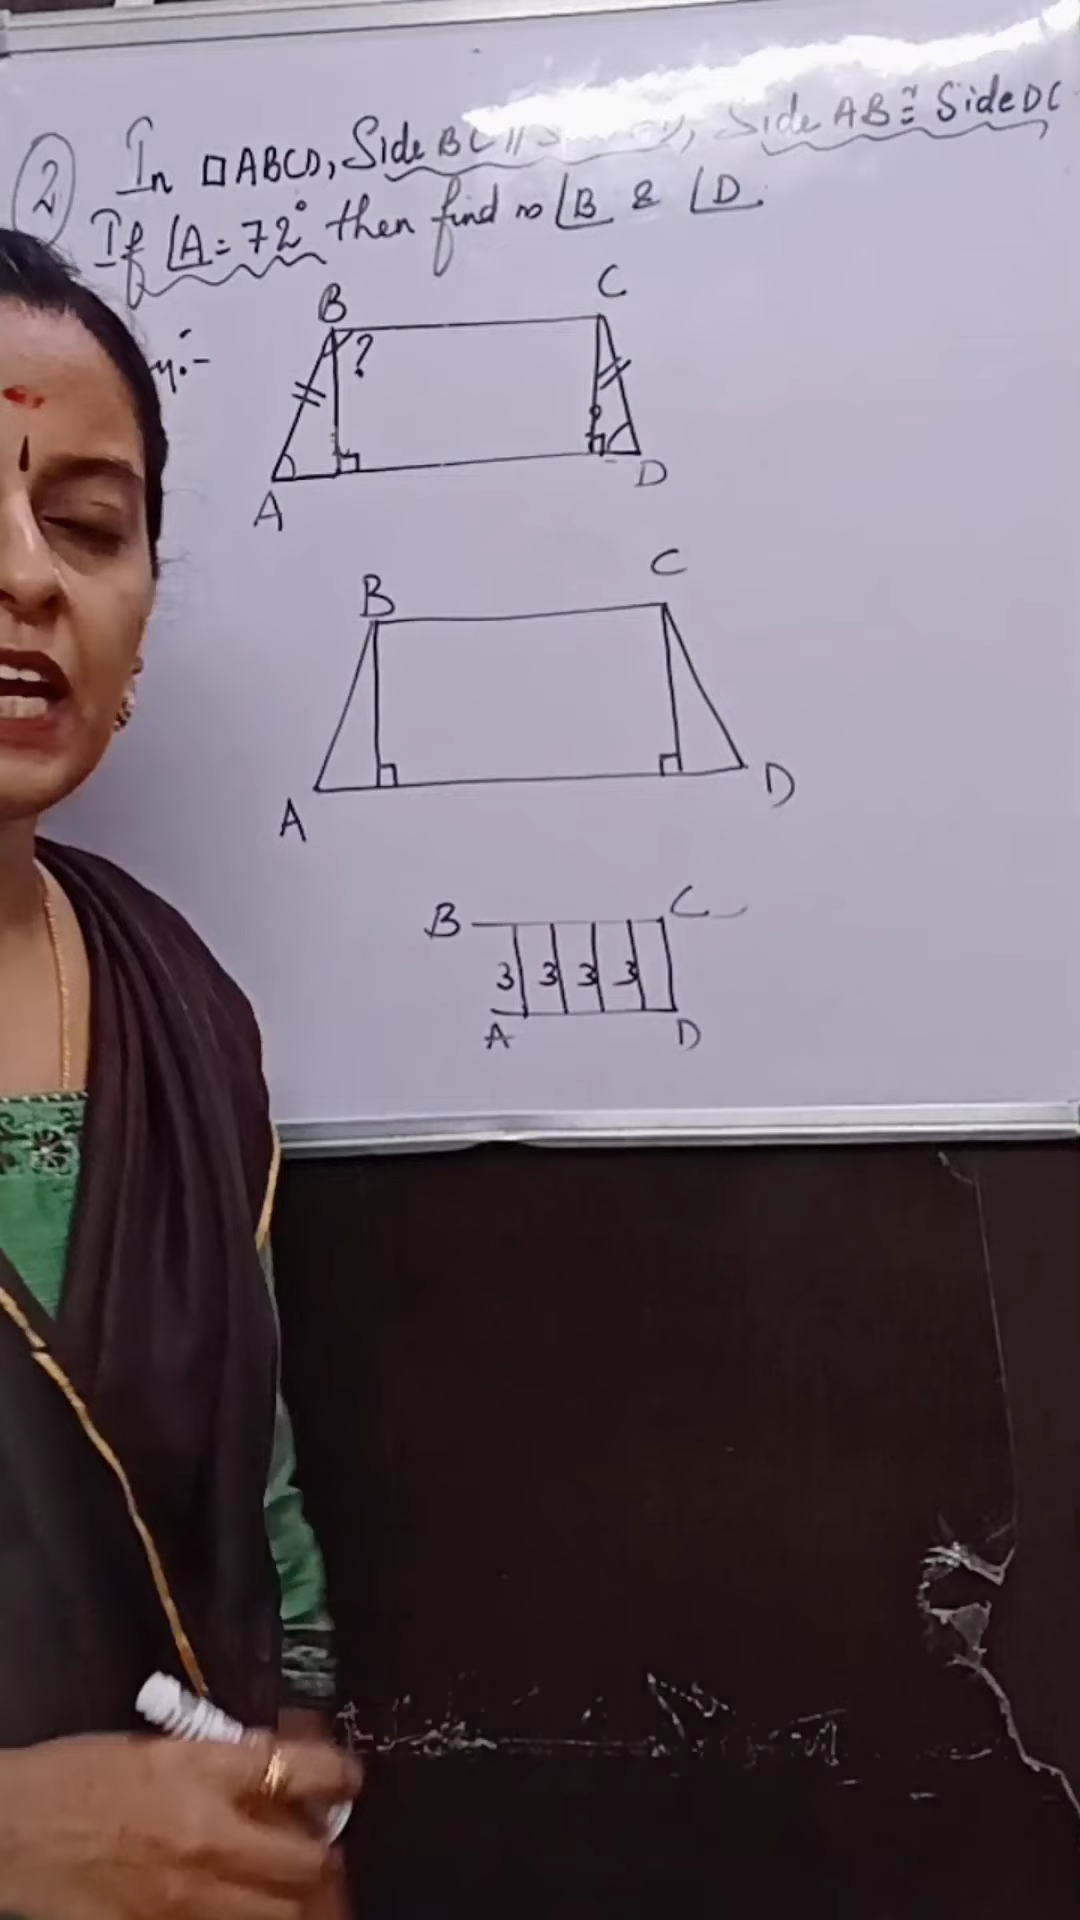 2
In □ABCD, Side BC ||, Side AB ≅ Side DC
If ∠A = 72° then find ∠B & ∠D.
B C
?
A D
B C
A D
B C
3 3 3 3
A D